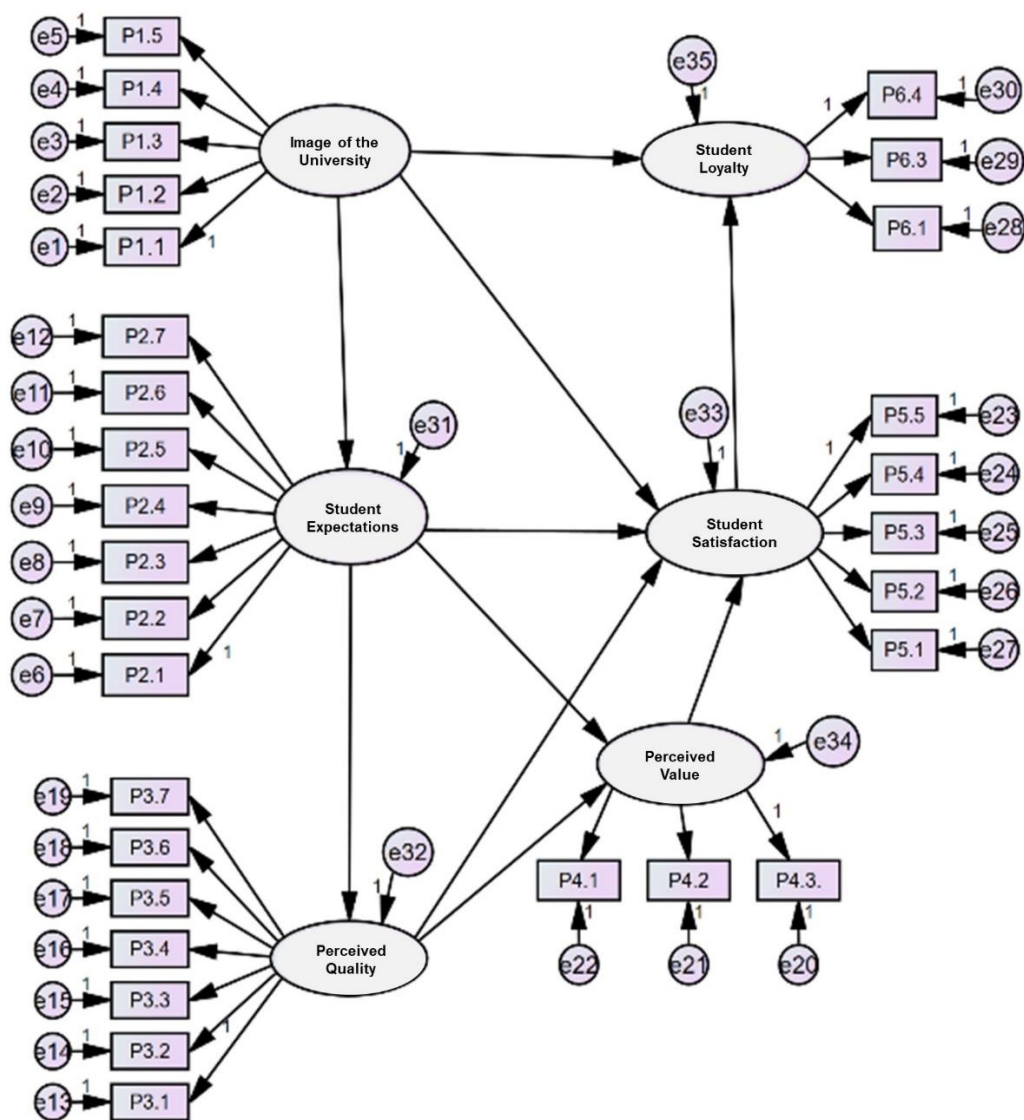 e5 1 P1.5
e4 1 P1.4
e3 1 P1.3
e2 1 P1.2
e1 1 P1.1 1
Image of the
University
e35
1
Student
Loyalty
1 P6.4 1 e30
P6.3 1 e29
P6.1 1 e28
e12 1 P2.7
e11 1 P2.6
e10 1 P2.5
e9 1 P2.4
e8 1 P2.3
e7 1 P2.2
e6 1 P2.1 1
1 e31
Student
Expectations
e33
1
Student
Satisfaction
1 P5.5 1 e23
P5.4 1 e24
P5.3 1 e25
P5.2 1 e26
P5.1 1 e27
Perceived
Value
1 e34
1
P4.1 P4.2 P4.3.
1 1 1
e22 e21 e20
e19 1 P3.7
e18 1 P3.6
e17 1 P3.5
e16 1 P3.4
e15 1 P3.3
e14 1 P3.2 1
e13 1 P3.1
e32
1
Perceived
Quality